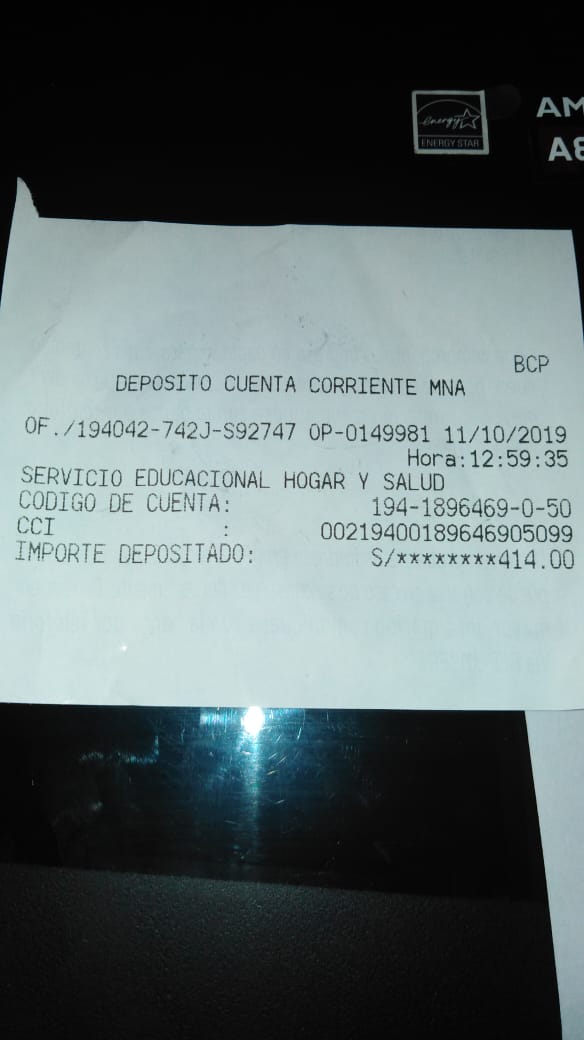 energy
ENERGY STAR
AM
BCP
DEPOSITO CUENTA CORRIENTE MNA
OF./194042-742J-S92747 OP-0149981 11/10/2019
Hora:12:59:35
SERVICIO EDUCACIONAL HOGAR Y SALUD
CODIGO DE CUENTA: 194-1896469-0-50
CCI : 00219400189646905099
IMPORTE DEPOSITADO: S/********414.00